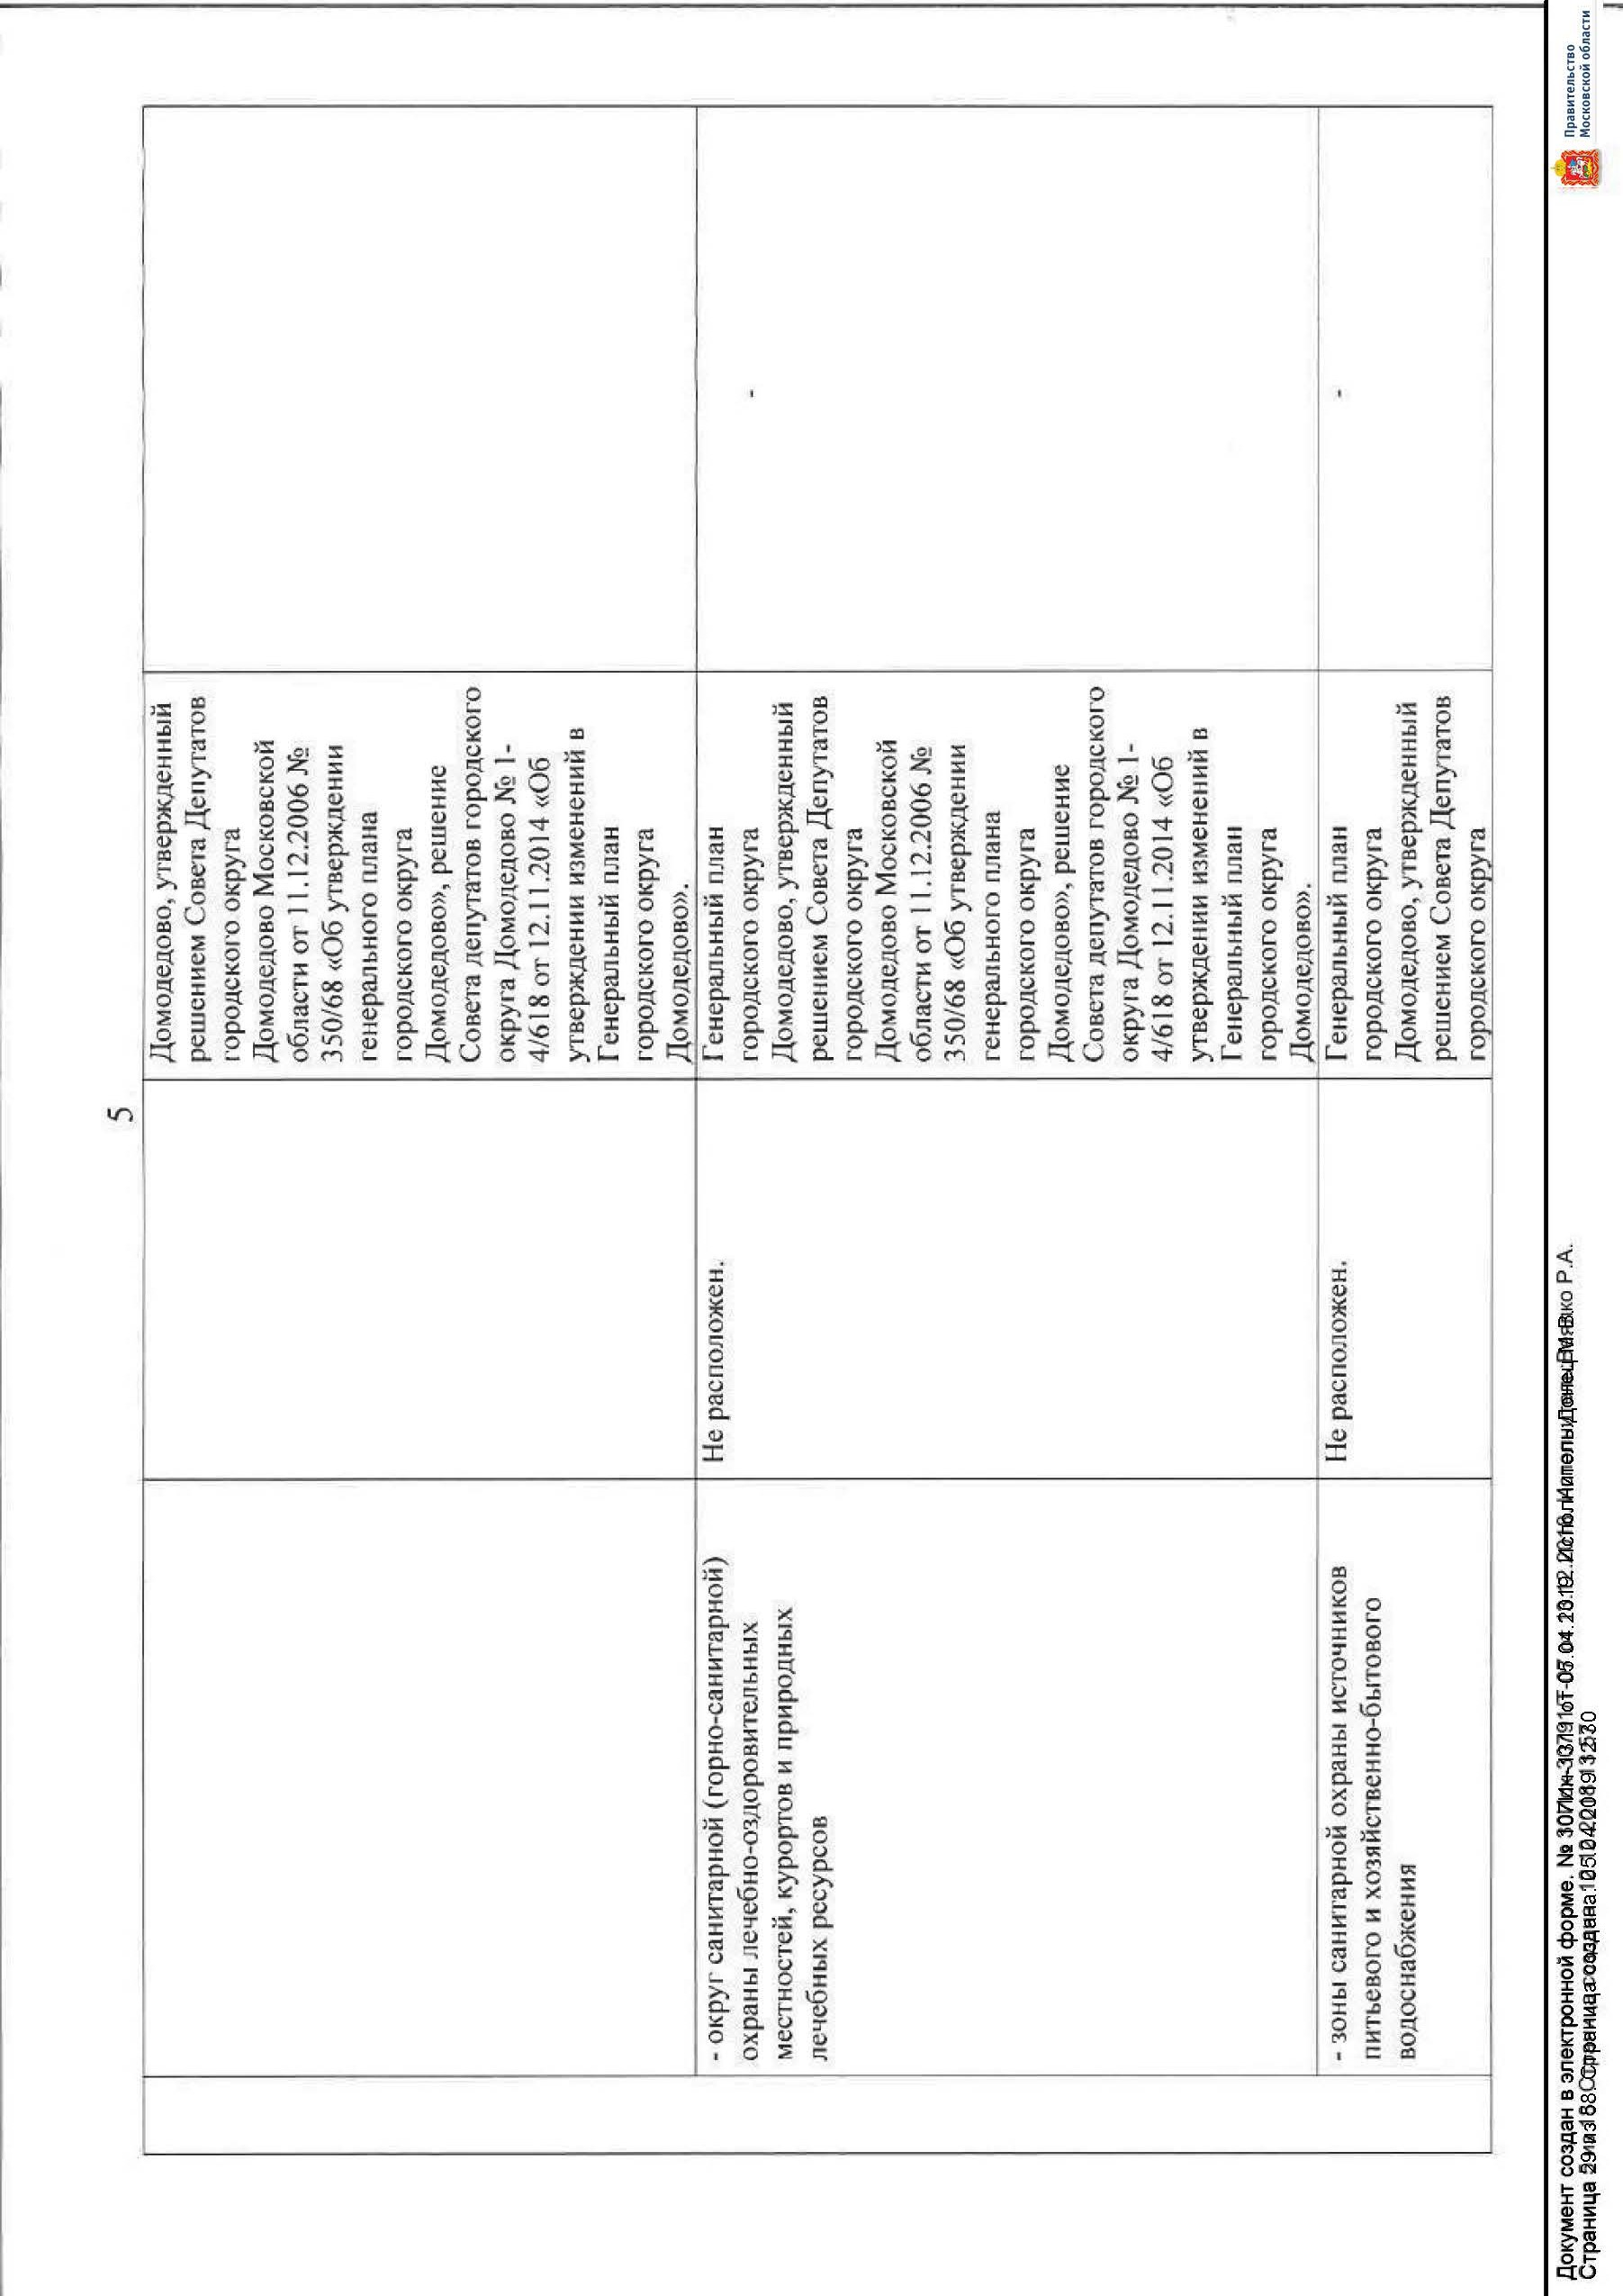 5
Домодедово, утвержденный
решением Совета Депутатов
городского округа
Домодедово Московской
области от 11.12.2006 №
350/68 «Об утверждении
генерального плана
городского округа
Домодедово», решение
Совета депутатов городского
округа Домодедово № 1-
4/618 от 12.11.2014 «Об
утверждении изменений в
Генеральный план
городского округа
Домодедово».
- округ санитарной (горно-санитарной)
охраны лечебно-оздоровительных
местностей, курортов и природных
лечебных ресурсов
Не расположен.
Генеральный план
городского округа
Домодедово, утвержденный
решением Совета Депутатов
городского округа
Домодедово Московской
области от 11.12.2006 №
350/68 «Об утверждении
генерального плана
городского округа
Домодедово», решение
Совета депутатов городского
округа Домодедово № 1-
4/618 от 12.11.2014 «Об
утверждении изменений в
Генеральный план
городского округа
Домодедово».
-
- зоны санитарной охраны источников
питьевого и хозяйственно-бытового
водоснабжения
Не расположен.
Генеральный план
городского округа
Домодедово, утвержденный
решением Совета Депутатов
городского округа
-
Документ создан в электронной форме. №
Страница
Правительство
Московской области